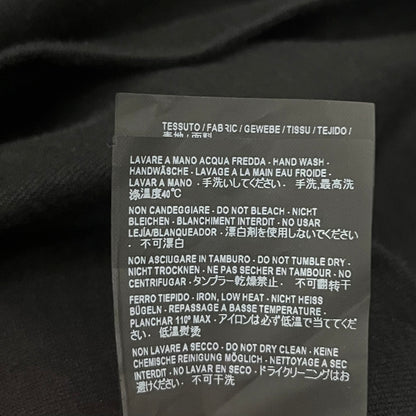 TESSUTO / FABRIC / GEWEBE / TISSU / TEJIDO /
表地 / 面料
LAVARE A MANO ACQUA FREDDA - HAND WASH -
HANDWÄSCHE - LAVAGE A LA MAIN EAU FROIDE -
LAVAR A MANO - 手洗いしてください. 手洗,最高洗
涤温度40℃
NON CANDEGGIARE - DO NOT BLEACH - NICHT
BLEICHEN - BLANCHIMENT INTERDIT - NO USAR
LEJÍA/BLANQUEADOR - 漂白剤を使用しないでください
. 不可漂白
NON ASCIUGARE IN TAMBURO - DO NOT TUMBLE DRY -
NICHT TROCKNEN - NE PAS SECHER EN TAMBOUR - NO
CENTRIFUGAR - タンブラー乾燥禁止. 不可翻转干
FERRO TIEPIDO - IRON, LOW HEAT - NICHT HEISS
BÜGELN - REPASSAGE A BASSE TEMPERATURE -
PLANCHAR 110º MAX - アイロンは必ず低温で当ててくだ
さい. 低温熨烫
NON LAVARE A SECCO - DO NOT DRY CLEAN - KEINE
CHEMISCHE REINIGUNG MÖGLICH - NETTOYAGE A SEC
INTERDIT - NO LAVAR EN SECO - ドライクリーニングはお
避けください. 不可干洗